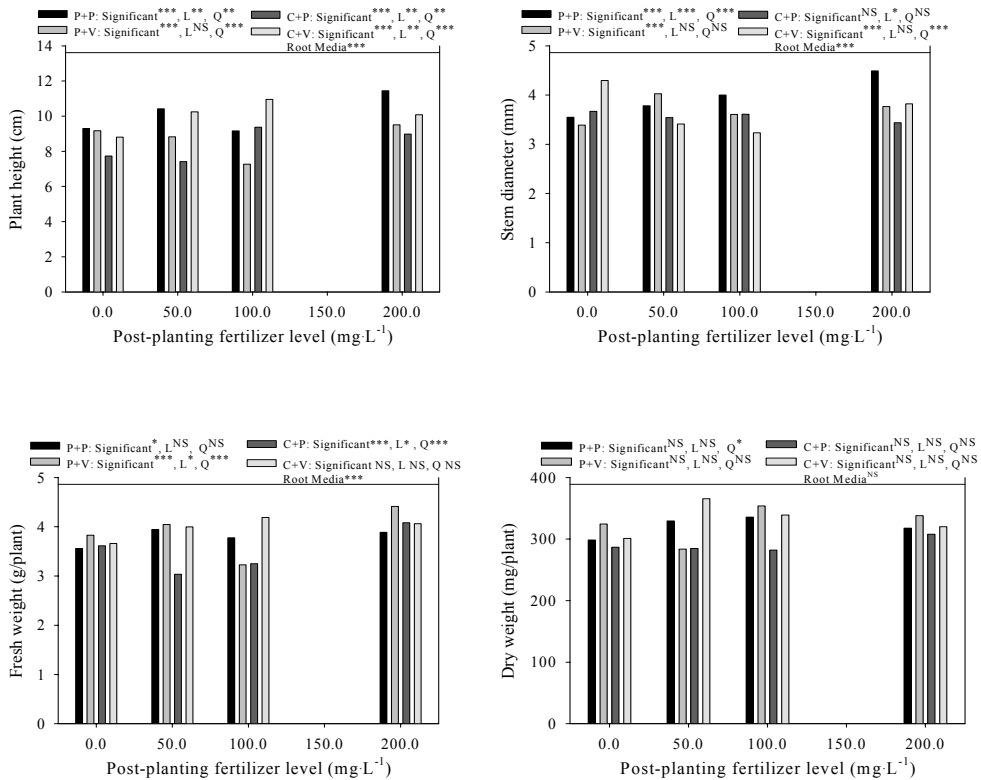 P+P: Significant***, L**, Q**
P+V: Significant***, LNS, Q***
C+P: Significant***, L**, Q**
C+V: Significant***, L**, Q***
Root Media***
14
12
10
8
6
4
2
0
Plant height (cm)
0.0 50.0 100.0 150.0 200.0
Post-planting fertilizer level (mg·L-1)
P+P: Significant***, L***, Q***
P+V: Significant***, LNS, QNS
C+P: SignificantNS, L*, QNS
C+V: Significant***, L**, Q***
Root Media***
5
4
3
2
1
0
Stem diameter (mm)
0.0 50.0 100.0 150.0 200.0
Post-planting fertilizer level (mg·L-1)
P+P: Significant*, LNS, QNS
P+V: Significant***, L*, Q***
C+P: Significant***, L*, Q***
C+V: Significant NS, L NS, Q NS
Root Media***
5
4
3
2
1
0
Fresh weight (g/plant)
0.0 50.0 100.0 150.0 200.0
Post-planting fertilizer level (mg·L-1)
P+P: SignificantNS, LNS, Q*
P+V: SignificantNS, LNS, QNS
C+P: SignificantNS, LNS, QNS
C+V: SignificantNS, LNS, QNS
Root MediaNS
400
300
200
100
0
Dry weight (mg/plant)
0.0 50.0 100.0 150.0 200.0
Post-planting fertilizer level (mg·L-1)